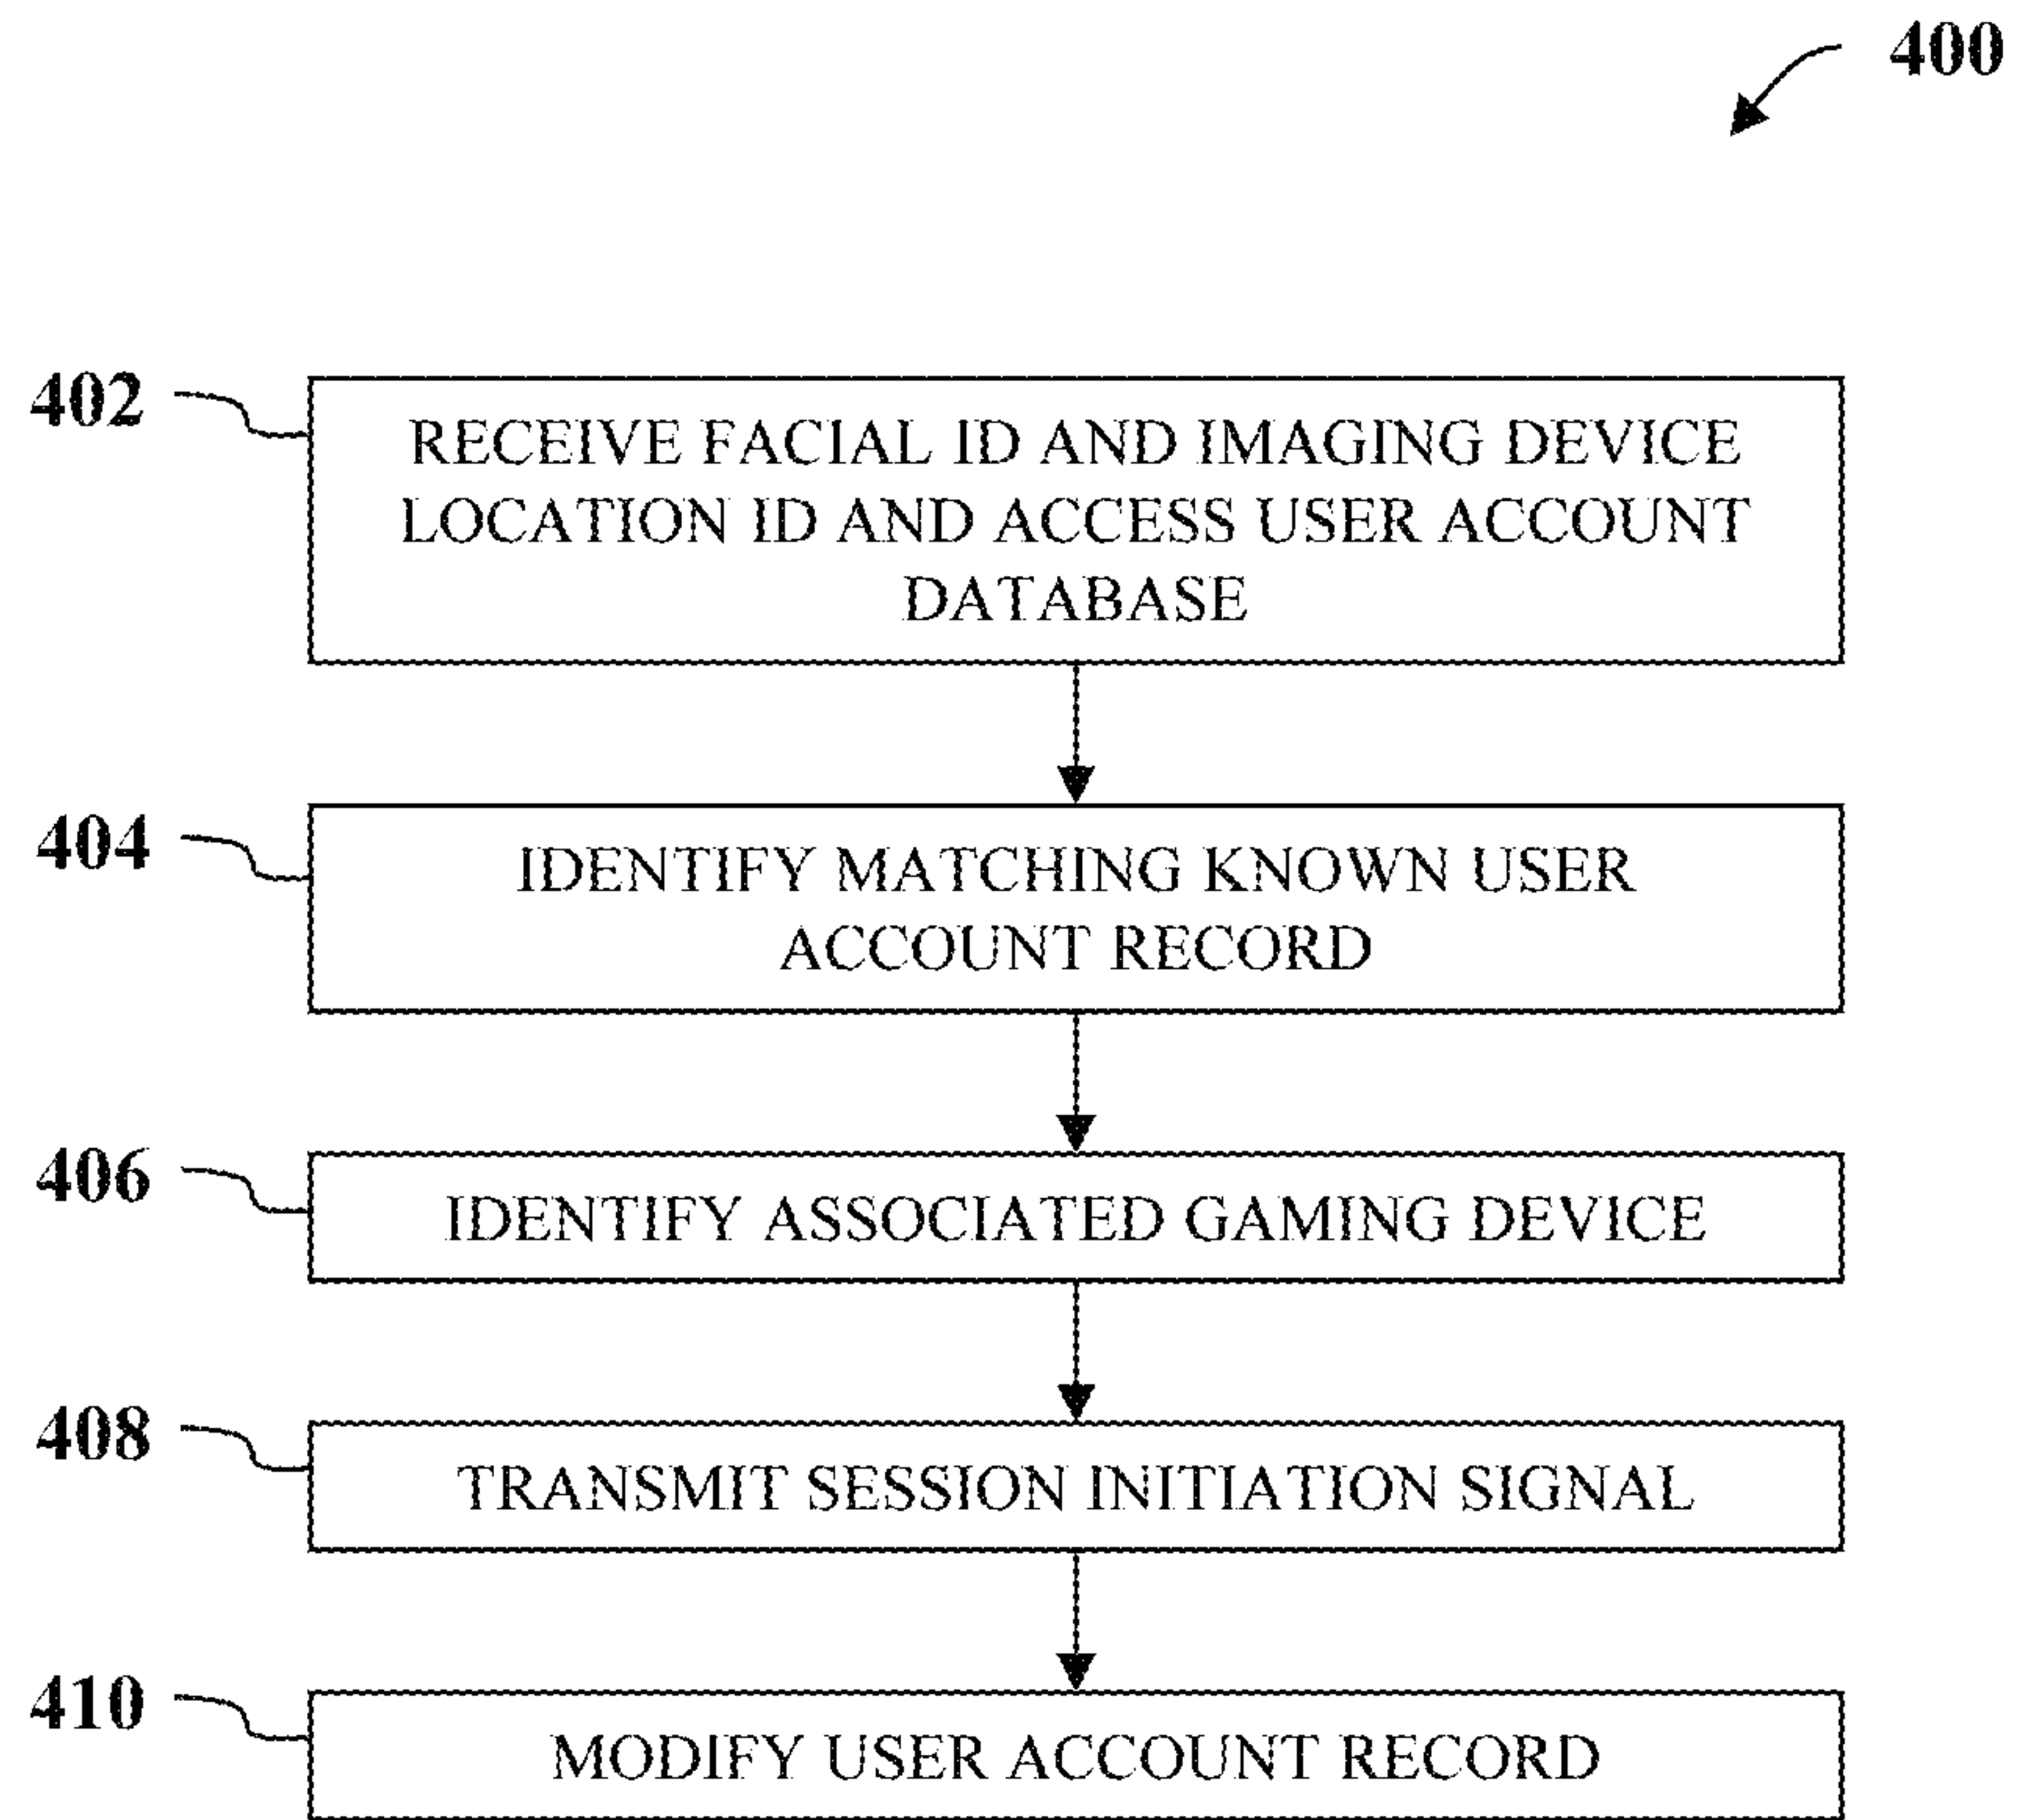 400
402
RECEIVE FACIAL ID AND IMAGING DEVICE
LOCATION ID AND ACCESS USER ACCOUNT
DATABASE
404
IDENTIFY MATCHING KNOWN USER
ACCOUNT RECORD
406
IDENTIFY ASSOCIATED GAMING DEVICE
408
TRANSMIT SESSION INITIATION SIGNAL
410
MODIFY USER ACCOUNT RECORD